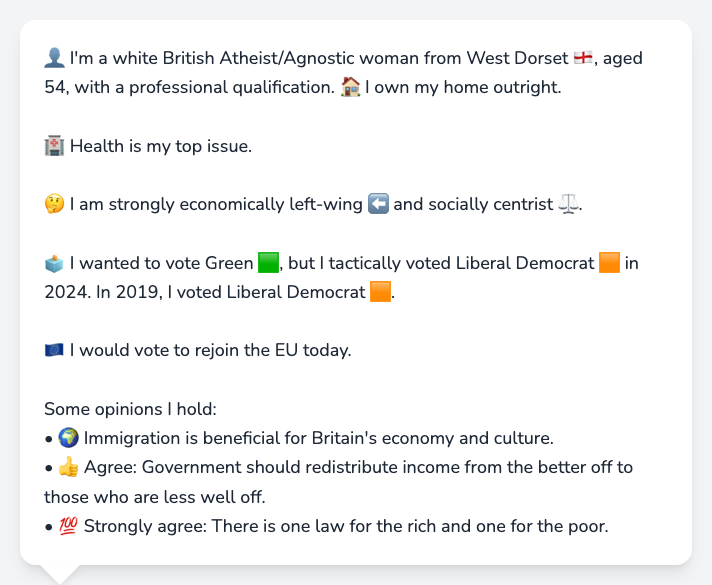 👤 I'm a white British Atheist/Agnostic woman from West Dorset 🏴󠁧󠁢󠁥󠁮󠁧󠁿, aged
54, with a professional qualification. 🏠 I own my home outright.
🏥 Health is my top issue.
🤔 I am strongly economically left-wing ⬅️ and socially centrist ⚖️.
🗳️ I wanted to vote Green 🟩, but I tactically voted Liberal Democrat 🟧 in
2024. In 2019, I voted Liberal Democrat 🟧.
🇪🇺 I would vote to rejoin the EU today.
Some opinions I hold:
• 🌍 Immigration is beneficial for Britain's economy and culture.
• 👍 Agree: Government should redistribute income from the better off to
those who are less well off.
• 💯 Strongly agree: There is one law for the rich and one for the poor.